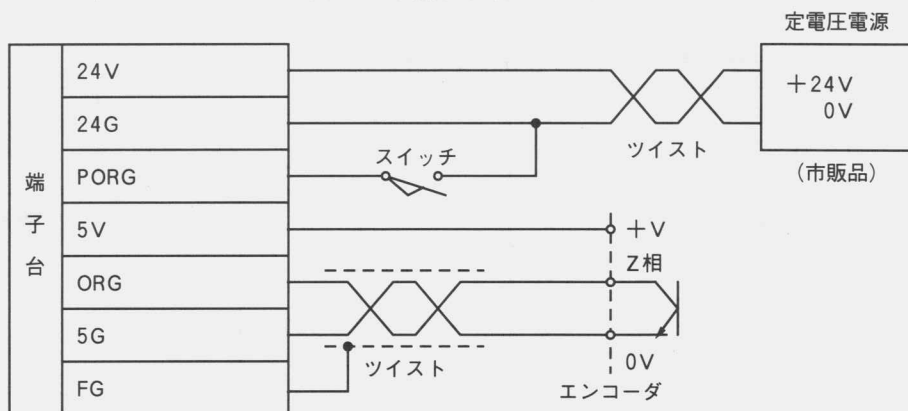 定電圧電源
端子台
24V
24G
PORG
5V
ORG
5G
FG
スイッチ
ツイスト
+24V
0V
(市販品)
+V
Z相
0V
ツイスト
エンコーダ